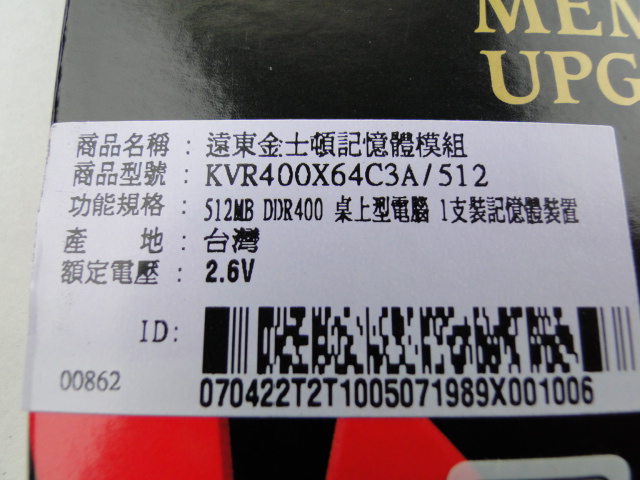 MEM
UPG
商品名稱：遠東金士頓記憶體模組
商品型號：KVR400X64C3A/512
功能規格：512MB DDR400 桌上型電腦 1支裝記憶體裝置
產 地：台灣
額定電壓：2.6V
ID:
00862
070422T2T1005071989X001006